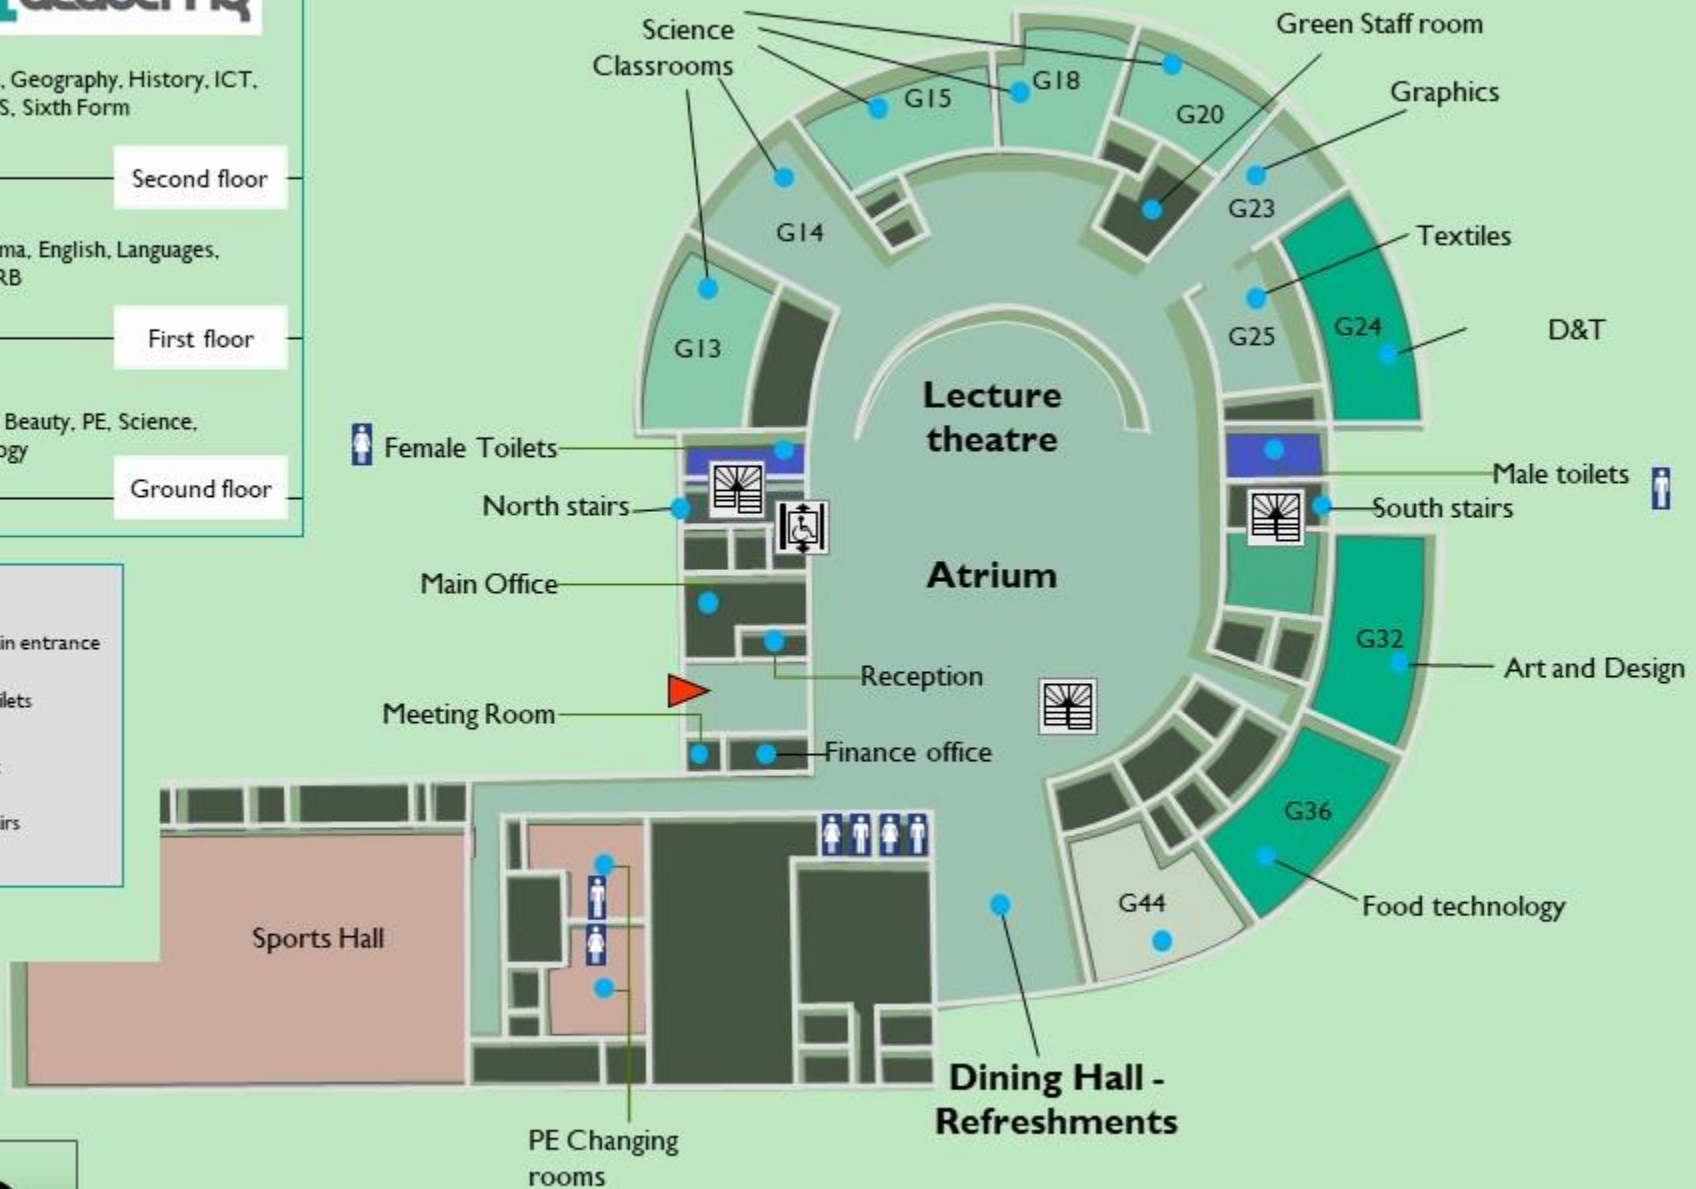 , Geography, History, ICT,
S, Sixth Form
Second floor
ma, English, Languages,
RB
First floor
Beauty, PE, Science,
ogy
Ground floor
in entrance
ilets
irs
Science
Classrooms
Green Staff room
Graphics
Textiles
D&T
G15
G18
G20
G23
G14
G13
G25
G24
Lecture
theatre
Female Toilets
North stairs
Male toilets
South stairs
Main Office
Atrium
Reception
G32
Art and Design
Meeting Room
Finance office
G36
Food technology
G44
Sports Hall
Dining Hall -
Refreshments
PE Changing
rooms